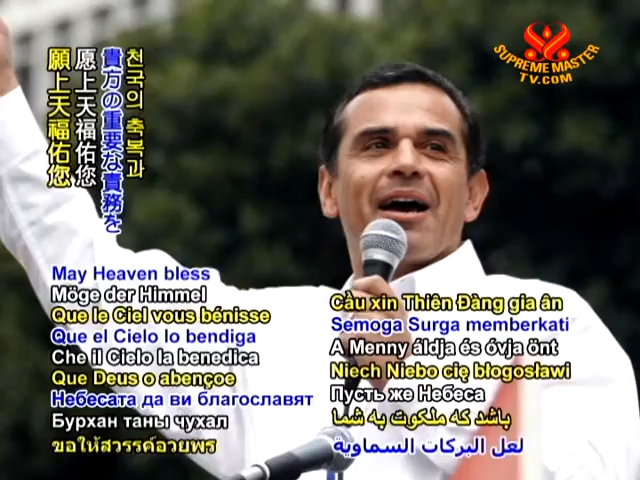 SUPREME MASTER
TV.COM
천국의 축복과
貴方の重要な責務を
愿上天福佑您
願上天福佑您
May Heaven bless
Möge der Himmel
Que le Ciel vous bénisse
Que el Cielo lo bendiga
Che il Cielo la benedica
Que Deus o abençoe
Небесата да ви благославят
Бурхан таны чухал
ขอให้สวรรค์อวยพร
Cầu xin Thiên Đàng gia ân
Semoga Surga memberkati
A Menny áldja és óvja önt
Niech Niebo cię błogosławi
Пусть же Небеса
باشد که ملکوت به شما
لعل البركات السماوية